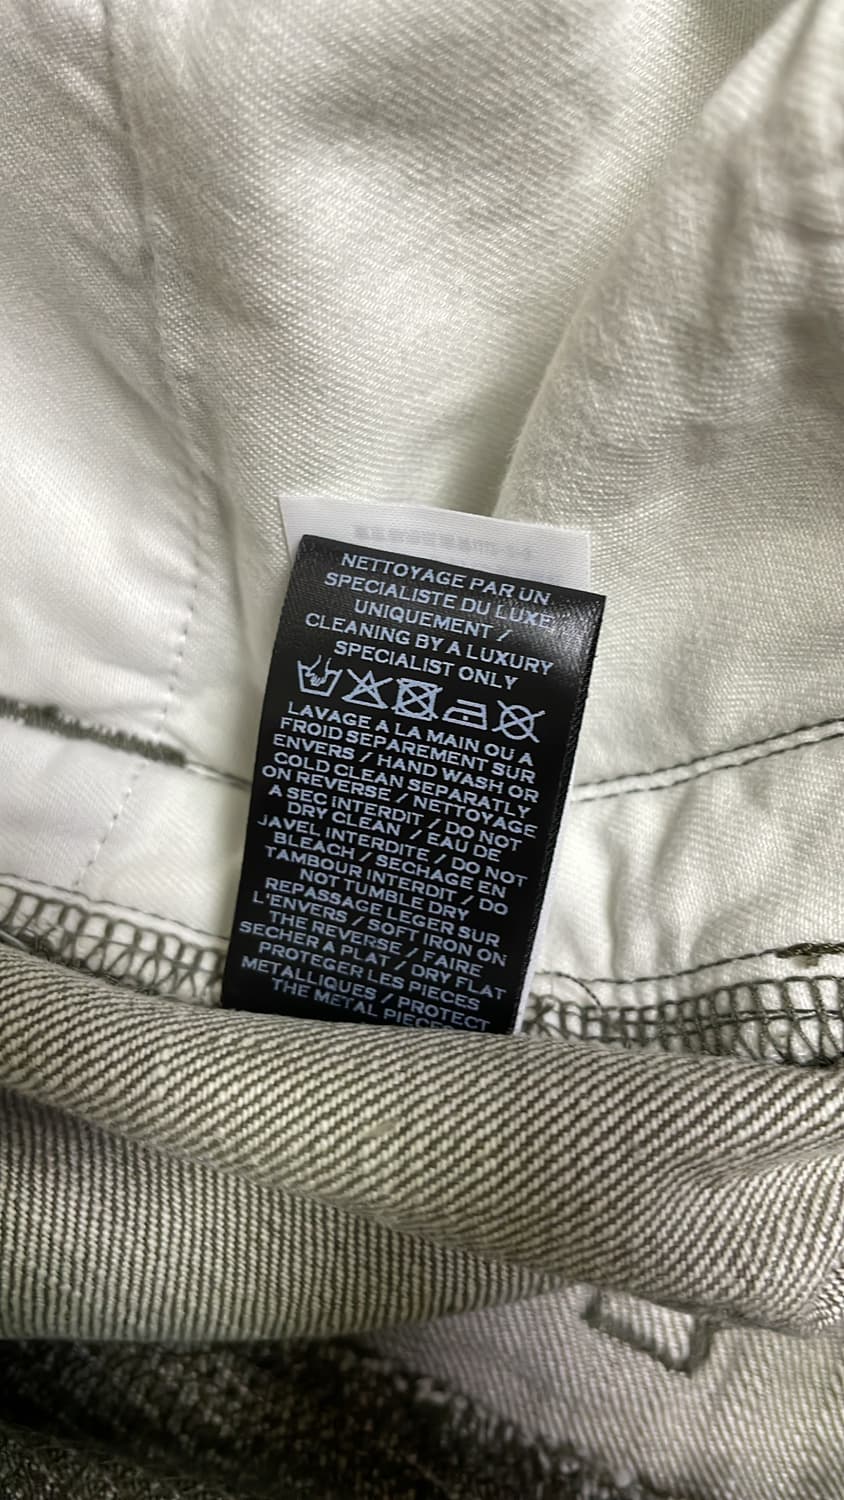 NETTOYAGE PAR UN
SPECIALISTE DU LUXE
UNIQUEMENT /
CLEANING BY A LUXURY
SPECIALIST ONLY
LAVAGE A LA MAIN OU A
FROID SEPAREMENT SUR
ENVERS / HAND WASH OR
COLD CLEAN SEPARATLY
ON REVERSE / NETTOYAGE
A SEC INTERDIT / DO NOT
DRY CLEAN / EAU DE
JAVEL INTERDITE / DO NOT
BLEACH / SECHAGE EN
TAMBOUR INTERDIT / DO
NOT TUMBLE DRY
REPASSAGE LEGER SUR
L'ENVERS / SOFT IRON ON
THE REVERSE / FAIRE
SECHER A PLAT / DRY FLAT
PROTEGER LES PIECES
METALLIQUES / PROTECT
THE METAL PIECES